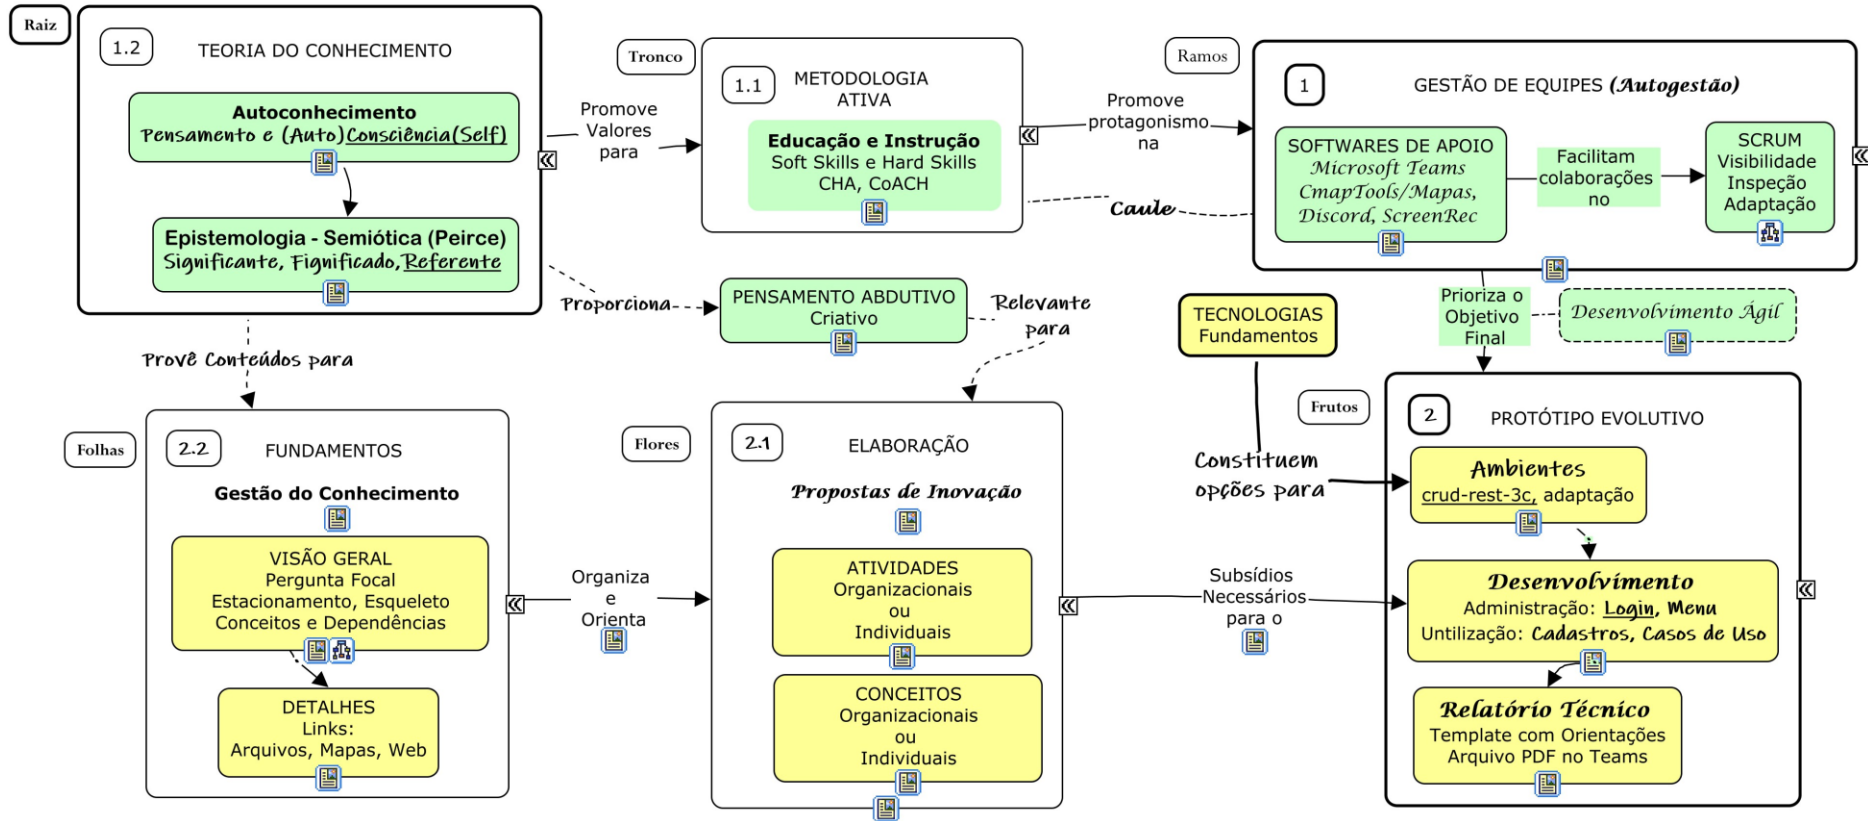 Raiz
1.2
TEORIA DO CONHECIMENTO
Autoconhecimento
Pensamento e (Auto)Consciência(Self)
Epistemologia - Semiótica (Peirce)
Significante, Fignificado,Referente
Promove
Valores
para
Tronco
1.1
METODOLOGIA
ATIVA
Educação e Instrução
Soft Skills e Hard Skills
CHA, CoACH
Promove
protagonismo
na
Caule
Ramos
1
GESTÃO DE EQUIPES (Autogestão)
SOFTWARES DE APOIO
Microsoft Teams
CmapTools/Mapas,
Discord, ScreenRec
Facilitam
colaborações
no
SCRUM
Visibilidade
Inspeção
Adaptação
Proporciona
PENSAMENTO ABDUTIVO
Criativo
Relevante
para
TECNOLOGIAS
Fundamentos
Prioriza o
Objetivo
Final
Desenvolvimento Ágil
Provê Conteúdos para
Folhas
2.2
FUNDAMENTOS
Gestão do Conhecimento
VISÃO GERAL
Pergunta Focal
Estacionamento, Esqueleto
Conceitos e Dependências
DETALHES
Links:
Arquivos, Mapas, Web
Organiza
e
Orienta
Flores
2.1
ELABORAÇÃO
Propostas de Inovação
ATIVIDADES
Organizacionais
ou
Individuais
CONCEITOS
Organizacionais
ou
Individuais
Subsídios
Necessários
para o
Constituem
opções para
Frutos
2
PROTÓTIPO EVOLUTIVO
Ambientes
crud-rest-3c, adaptação
Desenvolvimento
Administração: Login, Menu
Untilização: Cadastros, Casos de Uso
Relatório Técnico
Template com Orientações
Arquivo PDF no Teams